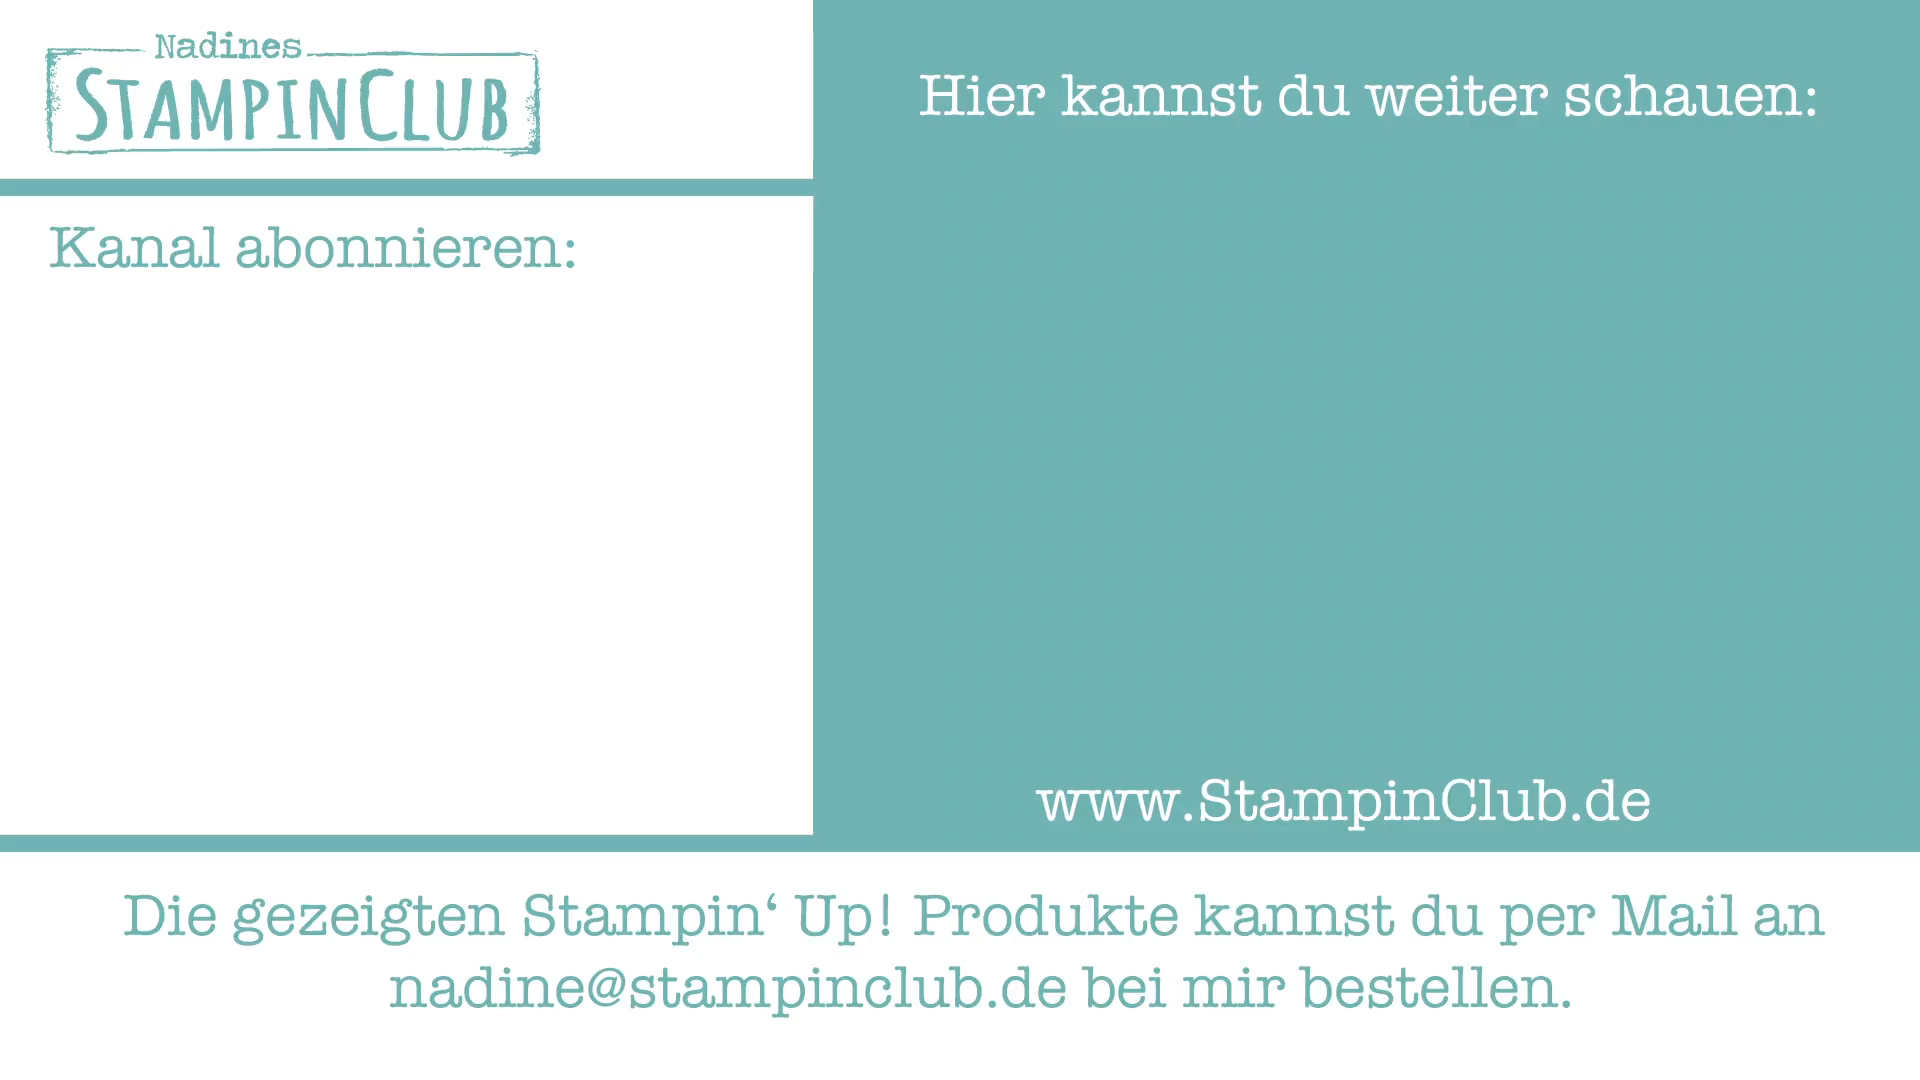 Nadines
STAMPINCLUB
Hier kannst du weiter schauen:
Kanal abonnieren:
www.StampinClub.de
Die gezeigten Stampin‘ Up! Produkte kannst du per Mail an
nadine@stampinclub.de bei mir bestellen.